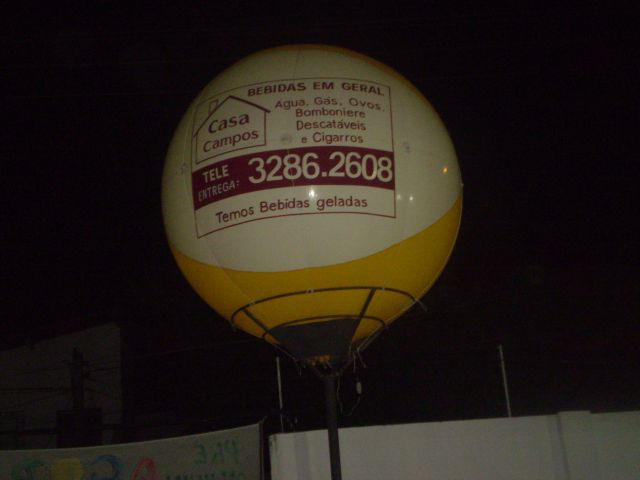 BEBIDAS EM GERAL
Casa
Campos
Agua, Gás, Ovos,
Bomboniere
Descatáveis
e Cigarros
TELE
ENTREGA:
3286.2608
Temos Bebidas geladas